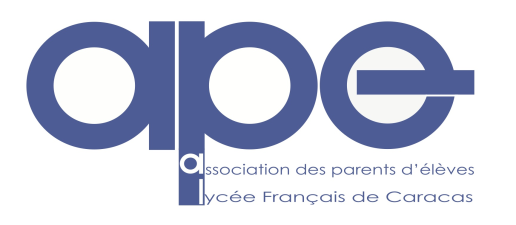 ape
association des parents d'élèves
lycée Français de Caracas